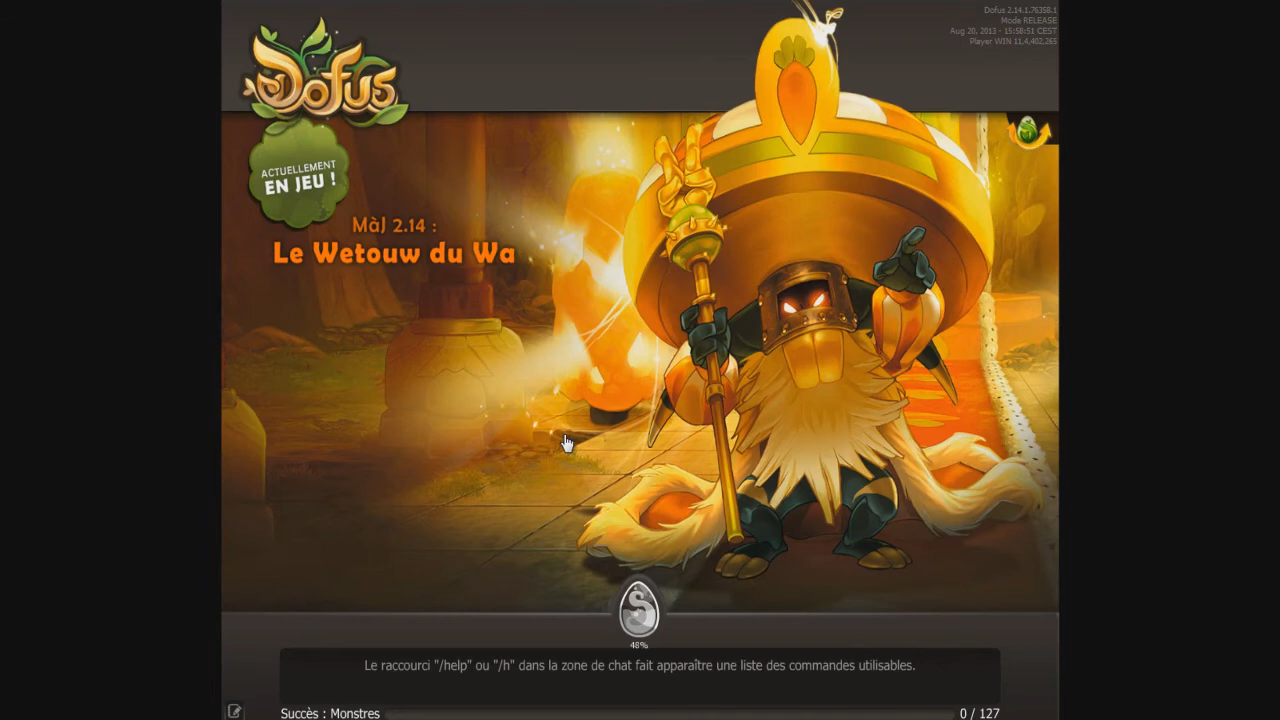 Dofus 2.14.1.76358.1
Mode RELEASE
Aug 20, 2013 - 15:58:51 CEST
Player WIN 11,4,402,265
Dofus
ACTUELLEMENT
EN JEU !
MàJ 2.14 :
Le Wetouw du Wa
48%
Le raccourci "/help" ou "/h" dans la zone de chat fait apparaître une liste des commandes utilisables.
Succès : Monstres 0 / 127